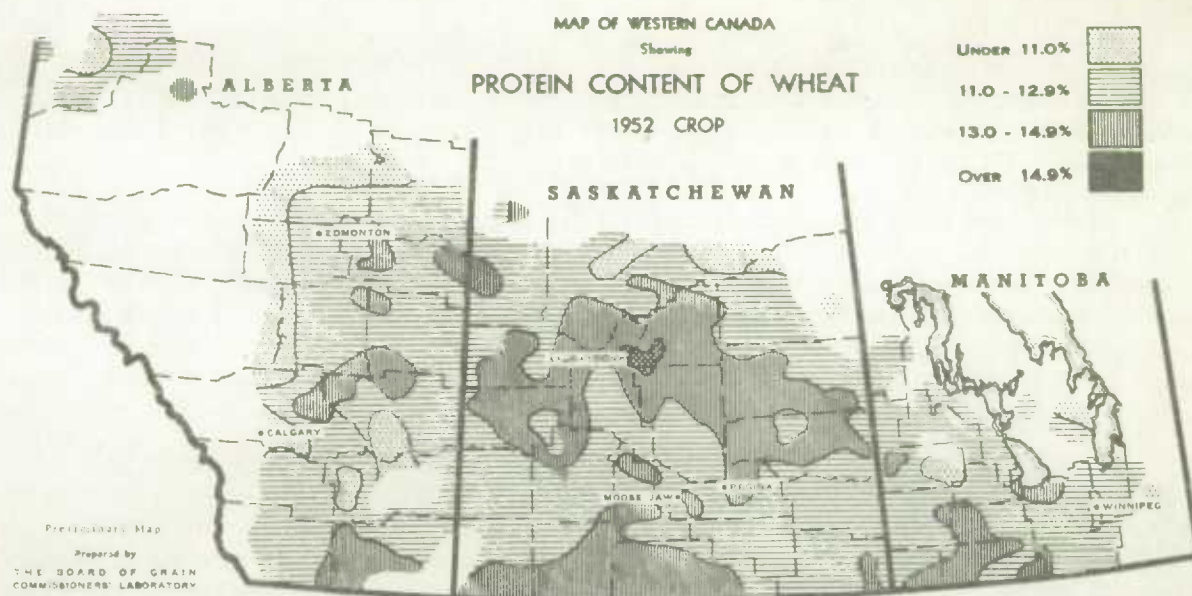 MAP OF WESTERN CANADA
Showing
PROTEIN CONTENT OF WHEAT
1952 CROP
UNDER 11.0%
11.0 - 12.9%
13.0 - 14.9%
OVER 14.9%
ALBERTA
SASKATCHEWAN
MANITOBA
EDMONTON
CALGARY
MOOSE JAW
REGINA
WINNIPEG
Preliminary Map
Prepared by
THE BOARD OF GRAIN
COMMISSIONERS' LABORATORY